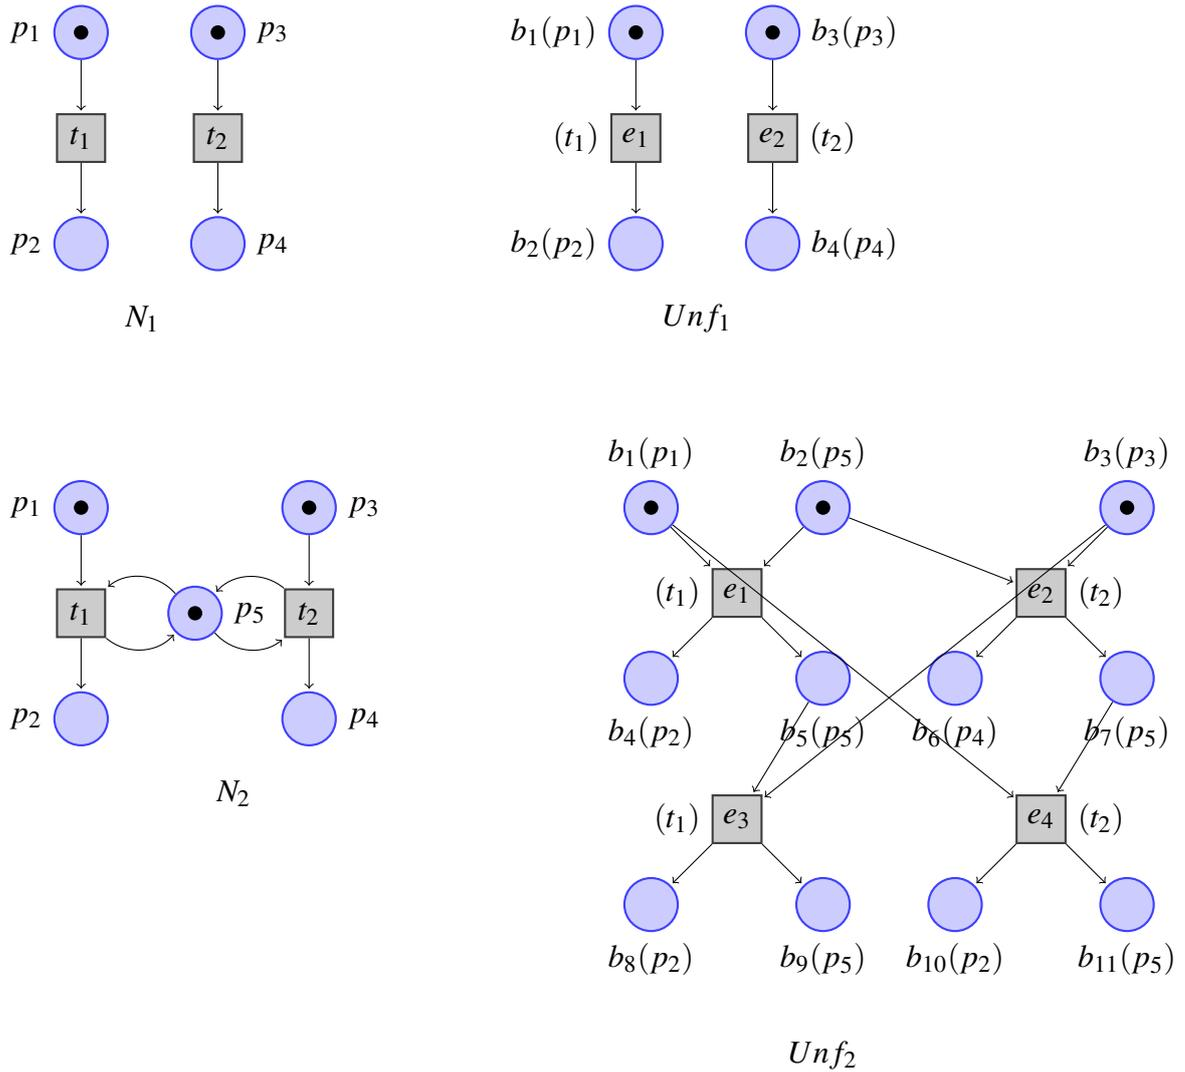 p1 p3 b1(p1) b3(p3)
t1 t2 (t1) e1 e2 (t2)
p2 p4 b2(p2) b4(p4)
N1 Unf1
b1(p1) b2(p5) b3(p3)
p1 p3
(t1) e1 e2 (t2)
t1 p5 t2
p2 p4
b4(p2) b5(p5) b6(p4) b7(p5)
N2
(t1) e3 e4 (t2)
b8(p2) b9(p5) b10(p2) b11(p5)
Unf2